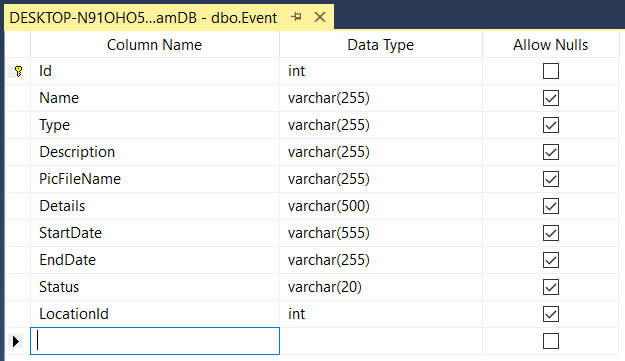 DESKTOP-N91OHO5...amDB - dbo.Event
Column Name Data Type Allow Nulls
Id int
Name varchar(255)
Type varchar(255)
Description varchar(255)
PicFileName varchar(255)
Details varchar(500)
StartDate varchar(555)
EndDate varchar(255)
Status varchar(20)
LocationId int